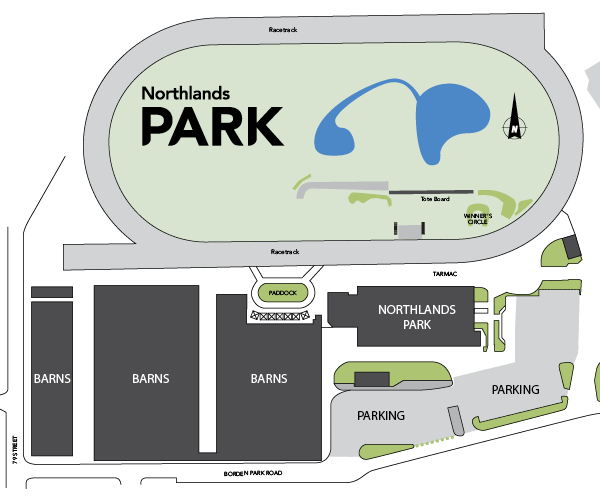 Racetrack
Northlands
PARK
N
Tote Board
WINNER'S
CIRCLE
Racetrack
TARMAC
PADDOCK
NORTHLANDS
PARK
BARNS
BARNS
BARNS
PARKING
PARKING
79 STREET
BORDEN PARK ROAD